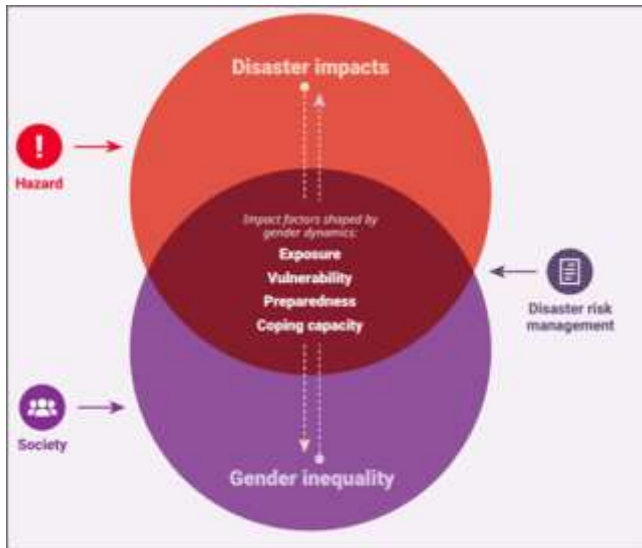 Disaster impacts
!
Hazard
Impact factors shaped by
gender dynamics:
Exposure
Vulnerability
Preparedness
Coping capacity
Disaster risk
management
Society
Gender inequality